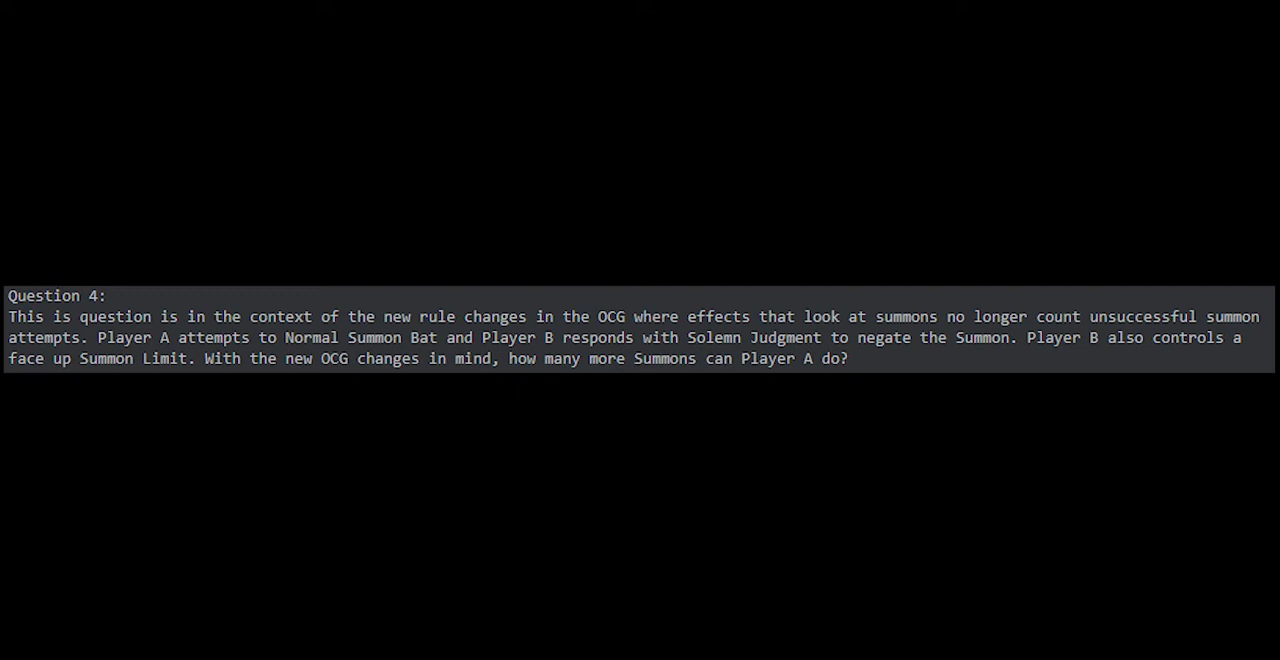 Question 4:
This is question is in the context of the new rule changes in the OCG where effects that look at summons no longer count unsuccessful summon
attempts. Player A attempts to Normal Summon Bat and Player B responds with Solemn Judgment to negate the Summon. Player B also controls a
face up Summon Limit. With the new OCG changes in mind, how many more Summons can Player A do?